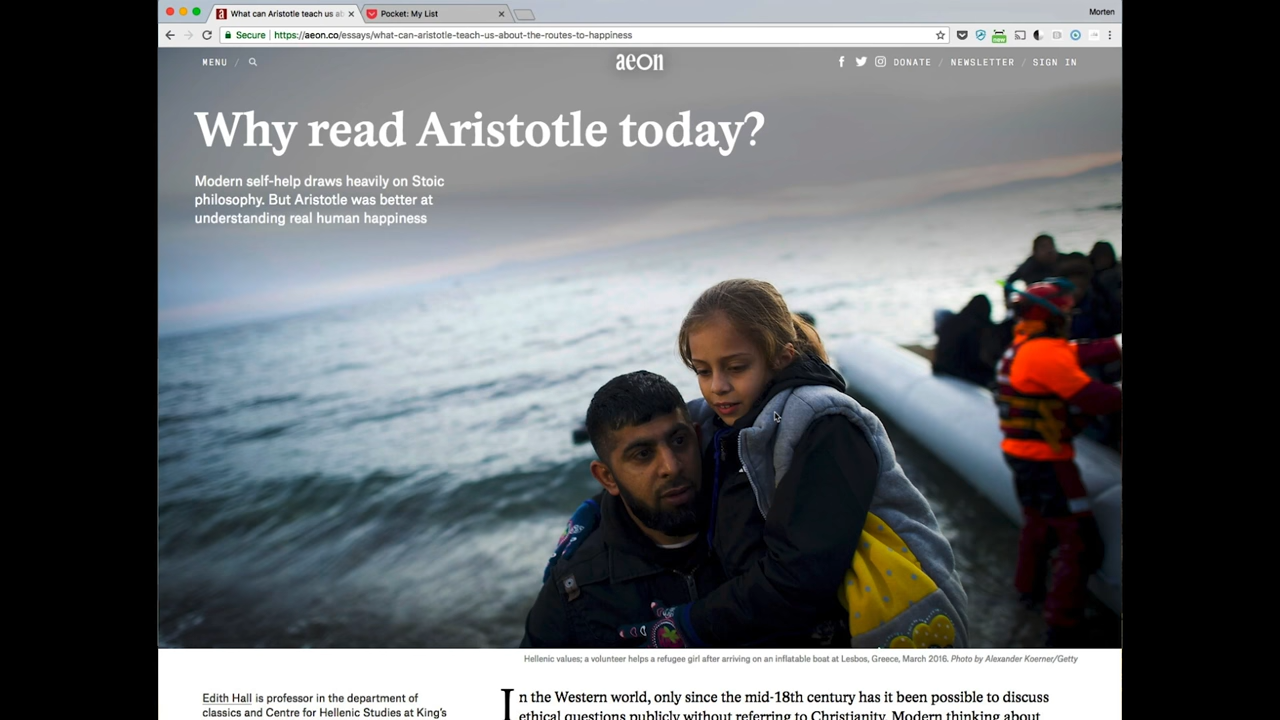 What can Aristotle teach us ab
Pocket: My List
Morten
Secure
https://aeon.co/essays/what-can-aristotle-teach-us-about-the-routes-to-happiness
new
MENU /
aeon
DONATE / NEWSLETTER / SIGN IN
Why read Aristotle today?
Modern self-help draws heavily on Stoic
philosophy. But Aristotle was better at
understanding real human happiness
Hellenic values; a volunteer helps a refugee girl after arriving on an inflatable boat at Lesbos, Greece, March 2016. Photo by Alexander Koerner/Getty
Edith Hall is professor in the department of
classics and Centre for Hellenic Studies at King's
In the Western world, only since the mid-18th century has it been possible to discuss
ethical questions publicly without referring to Christianity. Modern thinking about